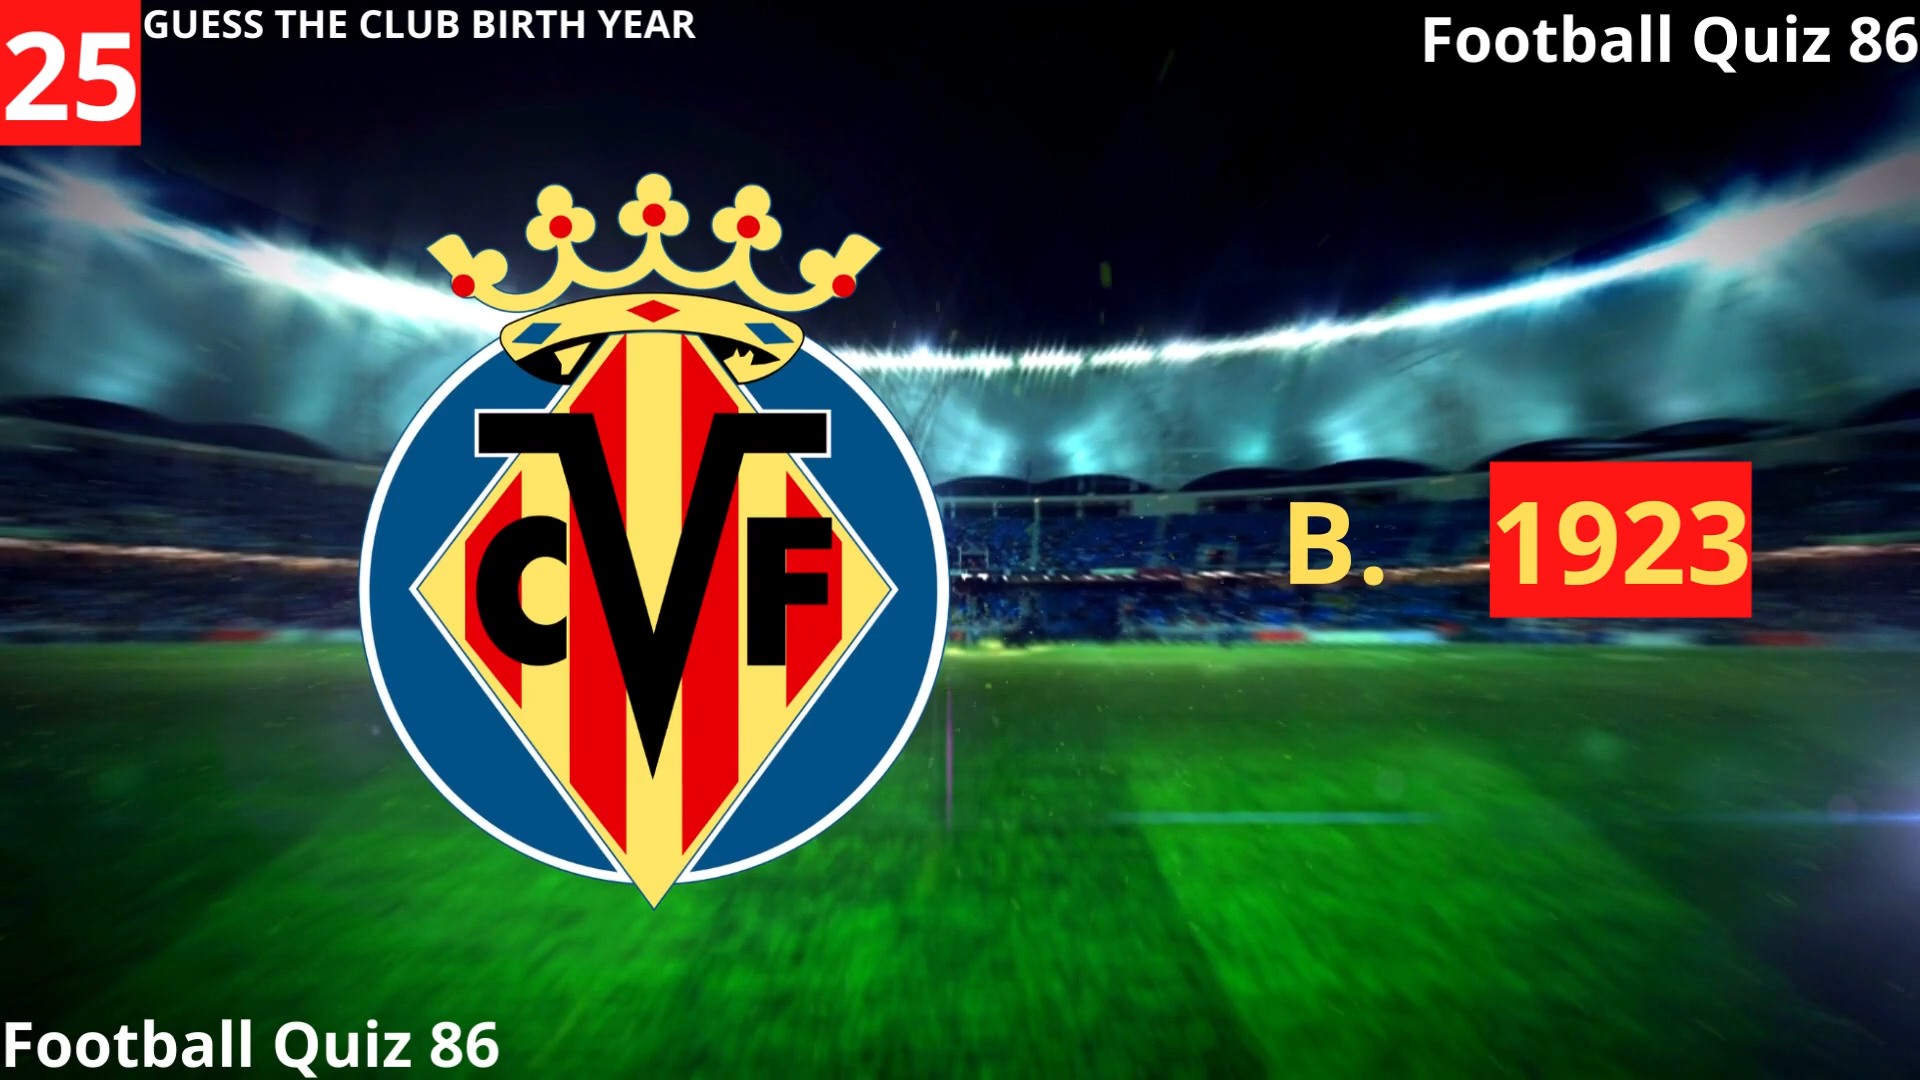 25
GUESS THE CLUB BIRTH YEAR
Football Quiz 86
CVF
B. 1923
Football Quiz 86